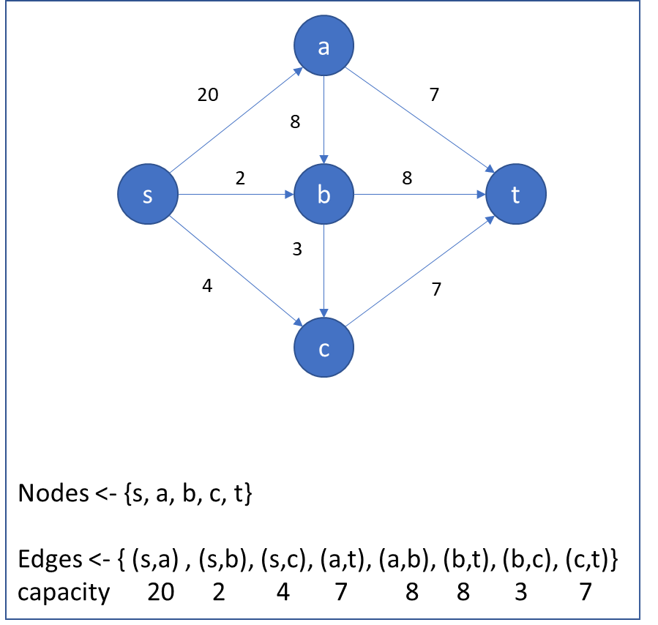 a
20
7
8
s
2
b
8
t
3
4
7
c
Nodes <- {s, a, b, c, t}
Edges <- { (s,a) , (s,b), (s,c), (a,t), (a,b), (b,t), (b,c), (c,t)}
capacity 20 2 4 7 8 8 3 7